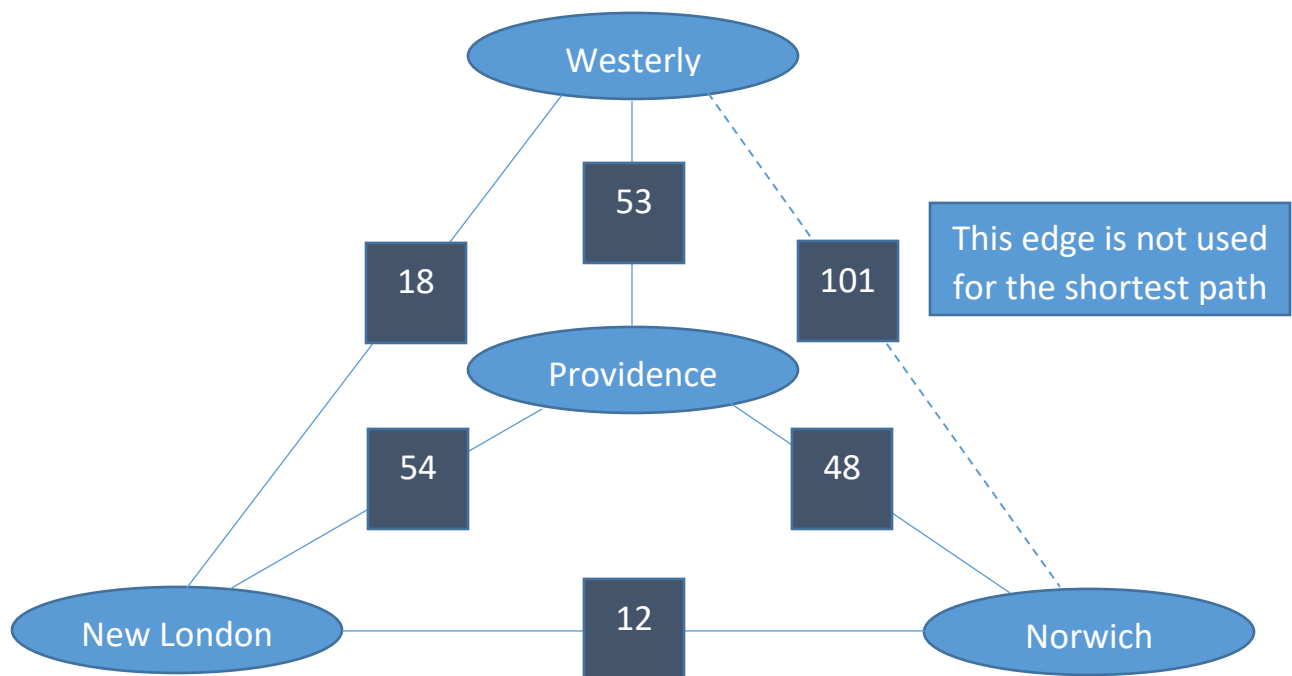 Westerly
53
18
101
This edge is not used
for the shortest path
Providence
54
48
12
New London
Norwich